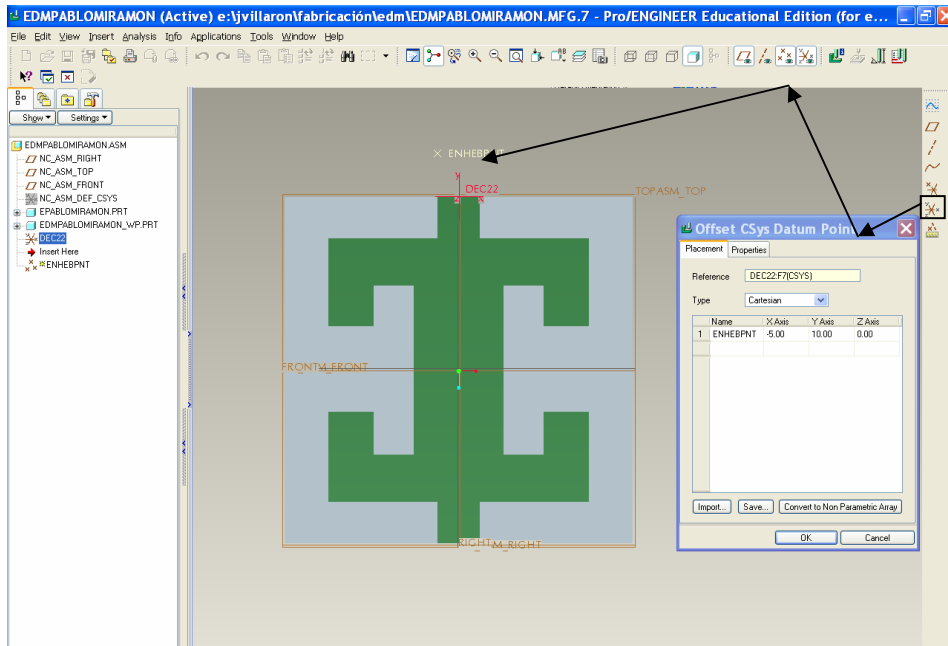 EDMPABLOMIRAMON (Active) e:\jvillaron\fabricación\edm\EDMPABLOMIRAMON.MFG.7 - Pro/ENGINEER Educational Edition (for e...
File Edit View Insert Analysis Info Applications Tools Window Help
Show Settings
EDMPABLOMIRAMON.ASM
NC_ASM_RIGHT
NC_ASM_TOP
NC_ASM_FRONT
NC_ASM_DEF_CSYS
EPABLOMIRAMON.PRT
EDMPABLOMIRAMON_WP.PRT
DEC22
Insert Here
ENHEBPNT
ENHEBPNT
y
DEC22
z x
TOPASM_TOP
FRONTM_FRONT
RIGHTM_RIGHT
Offset CSys Datum Point
Placement Properties
Reference DEC22:F7(CSYS)
Type Cartesian
Name X Axis Y Axis Z Axis
1 ENHEBPNT -5.00 10.00 0.00
Import... Save... Convert to Non Parametric Array
OK Cancel